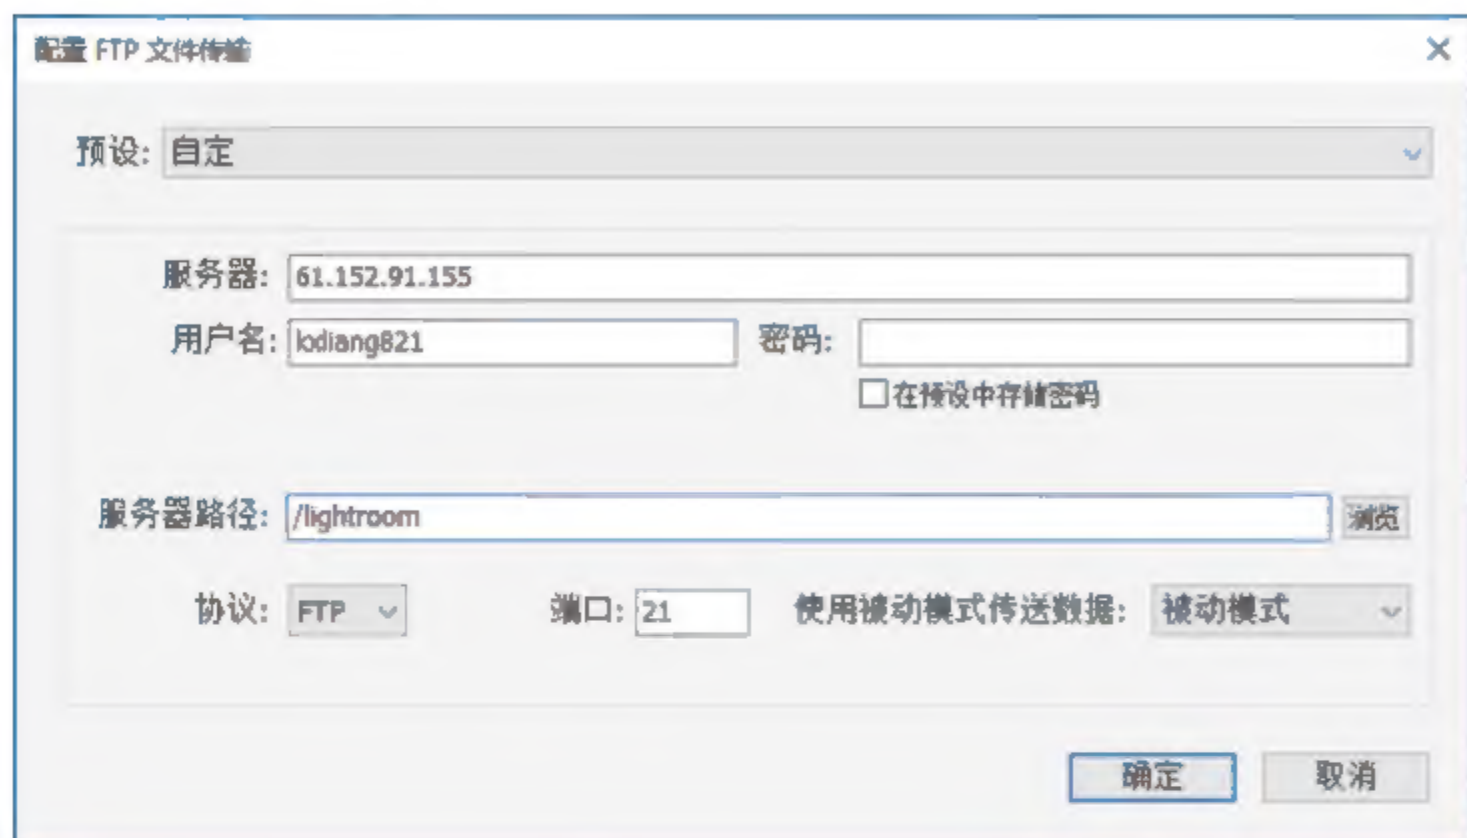 配置 FTP 文件传输
预设: 自定
服务器: 61.152.91.155
用户名: lodiang821 密码:
在预设中存储密码
服务器路径: /lightroom 浏览
协议: FTP 端口: 21 使用被动模式传送数据: 被动模式
确定 取消